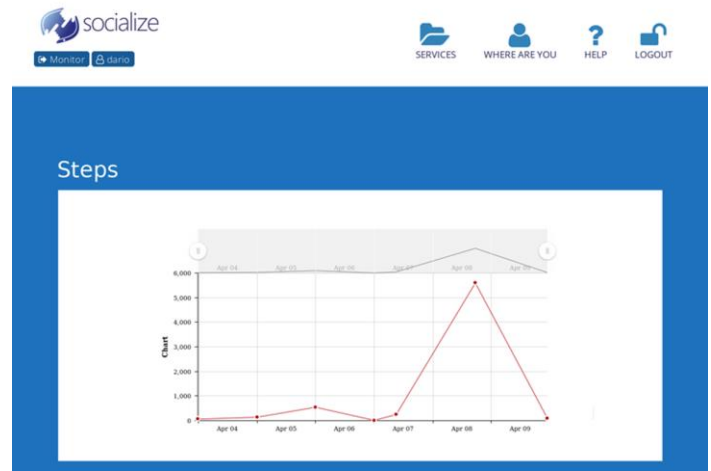 socialize
Monitor dario
SERVICES WHERE ARE YOU HELP LOGOUT
Steps
Apr 04 Apr 05 Apr 06 Apr 07 Apr 08 Apr 09
6,000
5,000
4,000
3,000
2,000
1,000
0
Chart
Apr 04 Apr 05 Apr 06 Apr 07 Apr 08 Apr 09